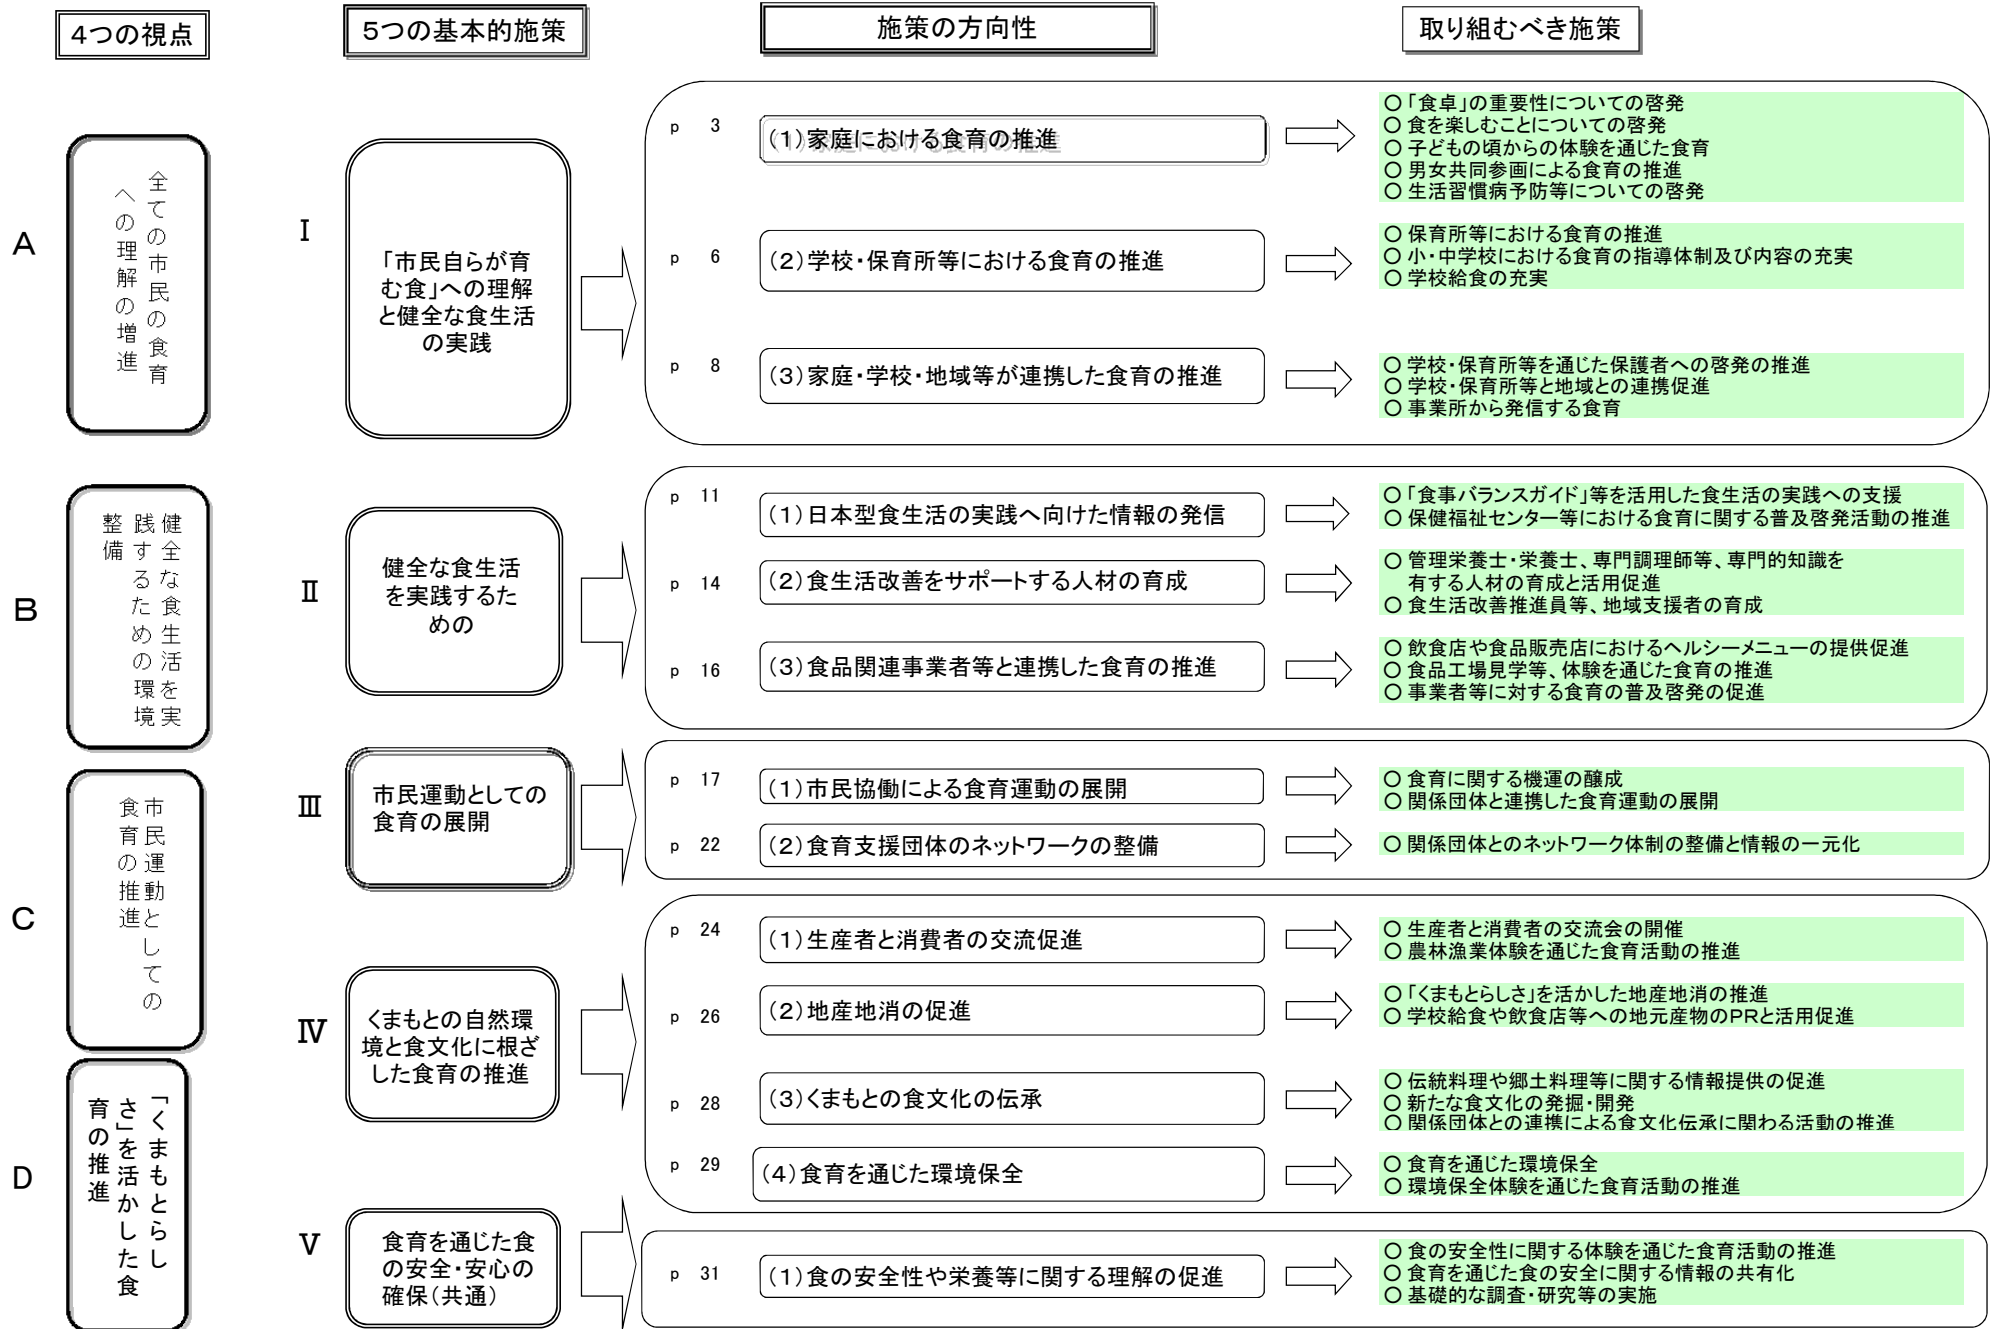 4つの視点
5つの基本的施策
施策の方向性
取り組むべき施策
A
全ての市民の食育
への理解の増進
Ⅰ
「市民自らが育
む食」への理解
と健全な食生活
の実践
p 3
(1)家庭における食育の推進
○「食卓」の重要性についての啓発
○ 食を楽しむことについての啓発
○ 子どもの頃からの体験を通じた食育
○ 男女共同参画による食育の推進
○ 生活習慣病予防等についての啓発
p 6
(2)学校・保育所等における食育の推進
○ 保育所等における食育の推進
○ 小・中学校における食育の指導体制及び内容の充実
○ 学校給食の充実
p 8
(3)家庭・学校・地域等が連携した食育の推進
○ 学校・保育所等を通じた保護者への啓発の推進
○ 学校・保育所等と地域との連携促進
○ 事業所から発信する食育
B
健全な食生活を実
践するための環境
整備
Ⅱ
健全な食生活
を実践するた
めの
p 11
(1)日本型食生活の実践へ向けた情報の発信
○「食事バランスガイド」等を活用した食生活の実践への支援
○ 保健福祉センター等における食育に関する普及啓発活動の推進
p 14
(2)食生活改善をサポートする人材の育成
○ 管理栄養士・栄養士、専門調理師等、専門的知識を
有する人材の育成と活用促進
○ 食生活改善推進員等、地域支援者の育成
p 16
(3)食品関連事業者等と連携した食育の推進
○ 飲食店や食品販売店におけるヘルシーメニューの提供促進
○ 食品工場見学等、体験を通じた食育の推進
○ 事業者等に対する食育の普及啓発の促進
C
市民運動としての
食育の推進
Ⅲ
市民運動としての
食育の展開
p 17
(1)市民協働による食育運動の展開
○ 食育に関する機運の醸成
○ 関係団体と連携した食育運動の展開
p 22
(2)食育支援団体のネットワークの整備
○ 関係団体とのネットワーク体制の整備と情報の一元化
D
「くまもとらし
さ」を活かした食
育の推進
Ⅳ
くまもとの自然環
境と食文化に根ざ
した食育の推進
p 24
(1)生産者と消費者の交流促進
○ 生産者と消費者の交流会の開催
○ 農林漁業体験を通じた食育活動の推進
p 26
(2)地産地消の促進
○「くまもとらしさ」を活かした地産地消の推進
○ 学校給食や飲食店等への地元産物のPRと活用促進
p 28
(3)くまもとの食文化の伝承
○ 伝統料理や郷土料理等に関する情報提供の促進
○ 新たな食文化の発掘・開発
○ 関係団体との連携による食文化伝承に関わる活動の推進
p 29
(4)食育を通じた環境保全
○ 食育を通じた環境保全
○ 環境保全体験を通じた食育活動の推進
Ⅴ
食育を通じた食
の安全・安心の
確保(共通)
p 31
(1)食の安全性や栄養等に関する理解の促進
○ 食の安全性に関する体験を通じた食育活動の推進
○ 食育を通じた食の安全に関する情報の共有化
○ 基礎的な調査・研究等の実施